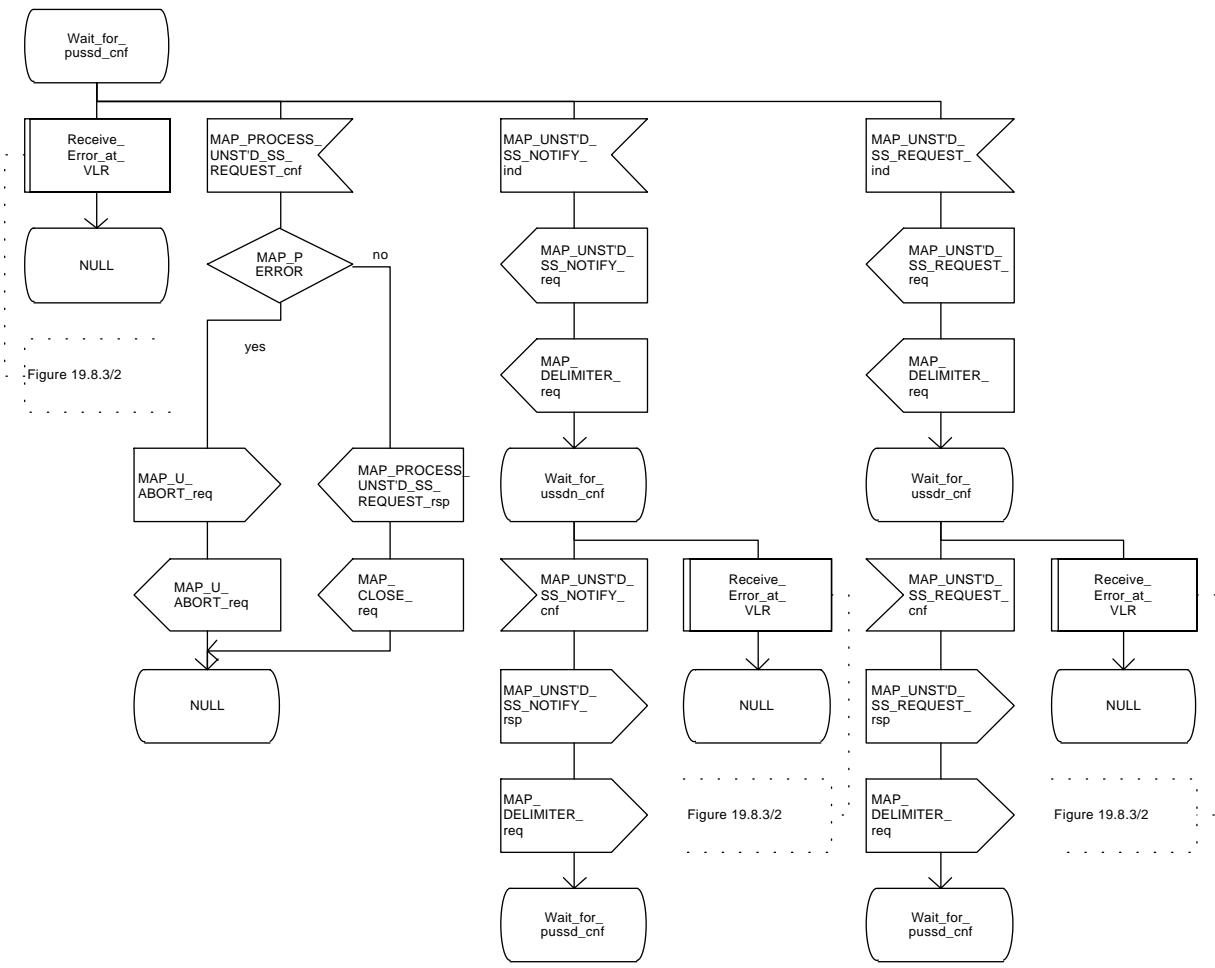 Wait_for_
pussd_cnf
Receive_
Error_at_
VLR
NULL
Figure 19.8.3/2
MAP_PROCESS_
UNST'D_SS_
REQUEST_cnf
MAP_P
ERROR
no
yes
MAP_U_
ABORT_req
MAP_U_
ABORT_req
MAP_PROCESS_
UNST'D_SS_
REQUEST_rsp
MAP_
CLOSE_
req
NULL
MAP_UNST'D_
SS_NOTIFY_
ind
MAP_UNST'D_
SS_NOTIFY_
req
MAP_
DELIMITER_
req
Wait_for_
ussdn_cnf
MAP_UNST'D_
SS_NOTIFY_
cnf
MAP_UNST'D_
SS_NOTIFY_
rsp
MAP_
DELIMITER_
req
Wait_for_
pussd_cnf
Receive_
Error_at_
VLR
NULL
Figure 19.8.3/2
MAP_UNST'D_
SS_REQUEST_
ind
MAP_UNST'D_
SS_REQUEST_
req
MAP_
DELIMITER_
req
Wait_for_
ussdr_cnf
MAP_UNST'D_
SS_REQUEST_
cnf
MAP_UNST'D_
SS_REQUEST_
rsp
MAP_
DELIMITER_
req
Wait_for_
pussd_cnf
Receive_
Error_at_
VLR
NULL
Figure 19.8.3/2